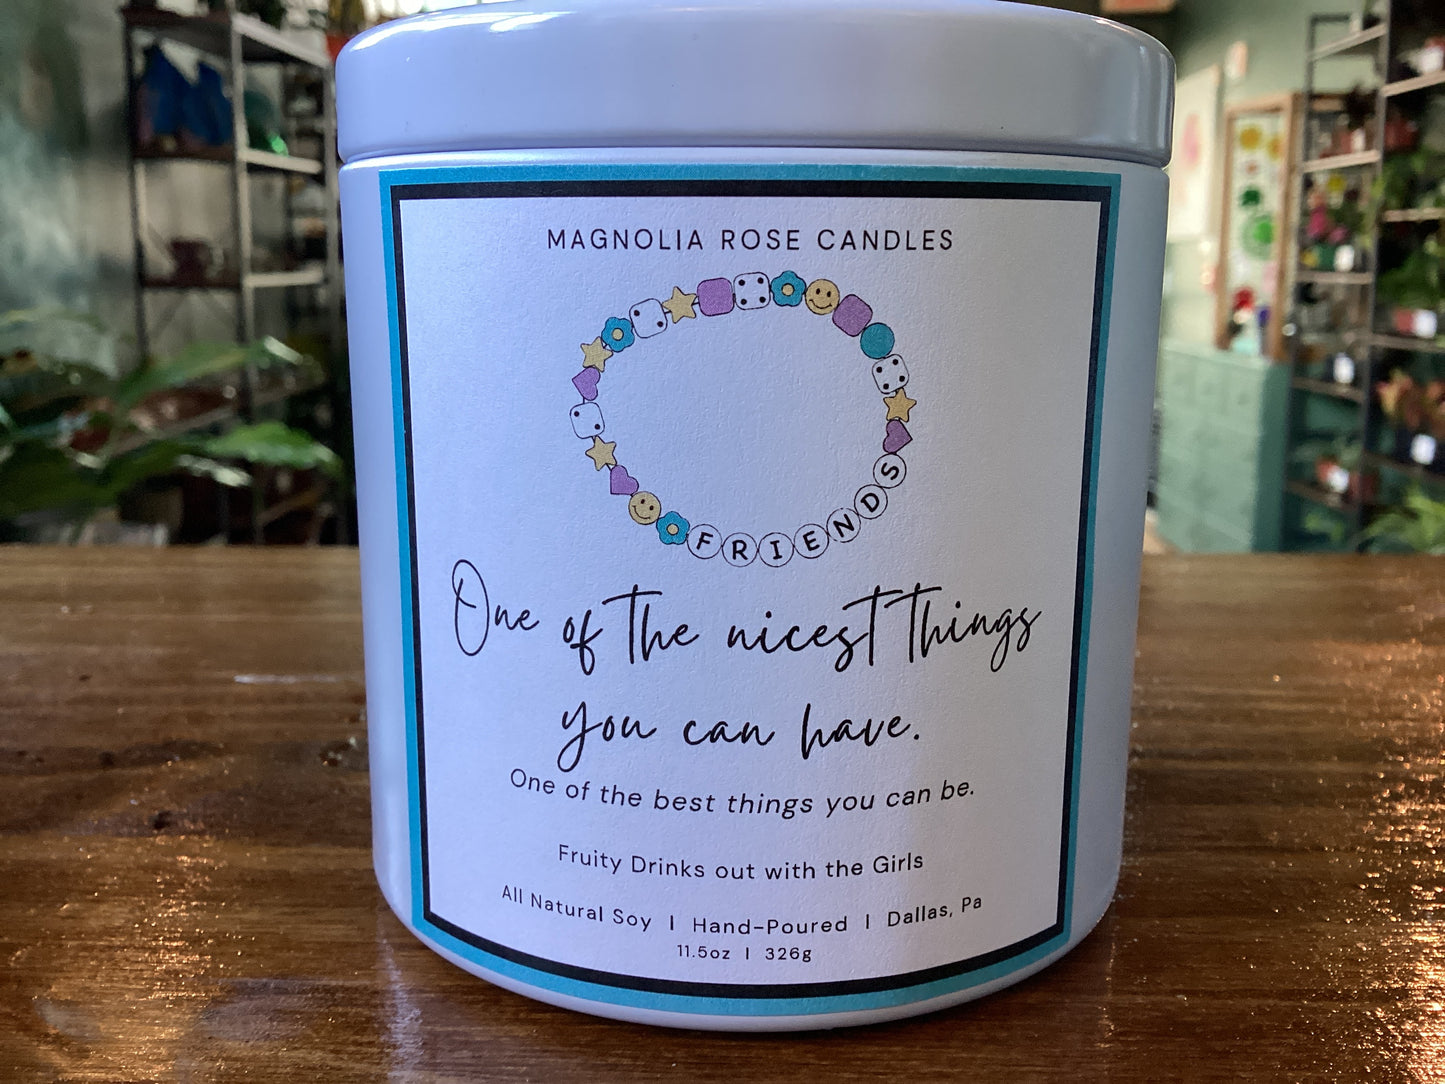 MAGNOLIA ROSE CANDLES
FRIENDS
One of the nicest things
you can have.
One of the best things you can be.
Fruity Drinks out with the Girls
All Natural Soy | Hand-Poured | Dallas, Pa
11.5oz | 326g